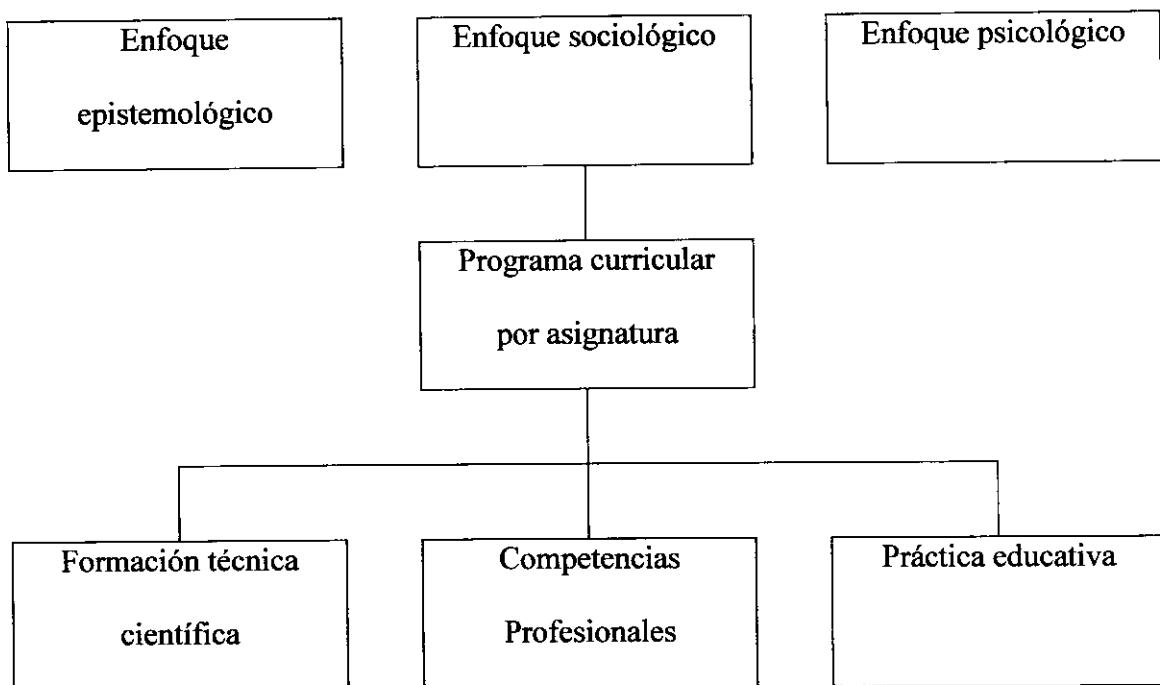 Enfoque
epistemológico
Enfoque sociológico
Enfoque psicológico
Programa curricular
por asignatura
Formación técnica
científica
Competencias
Profesionales
Práctica educativa